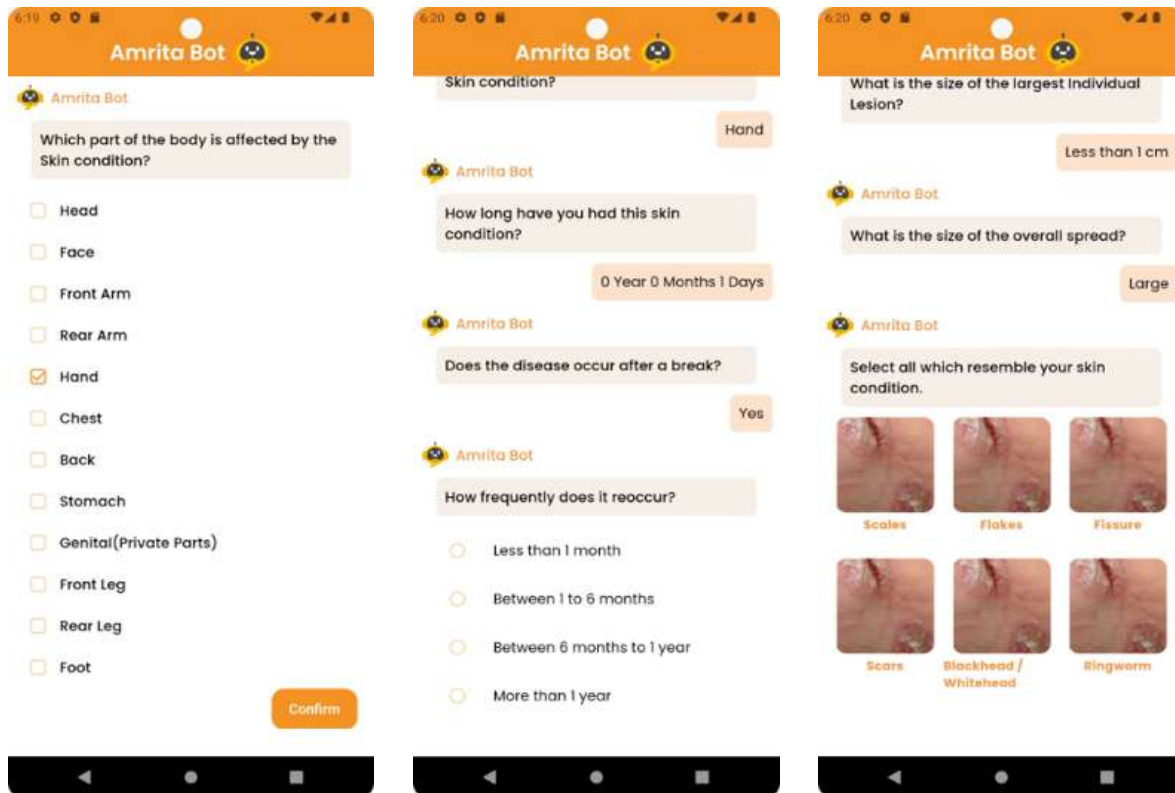 6:19
Amrita Bot
Amrita Bot
Which part of the body is affected by the
Skin condition?
Head
Face
Front Arm
Rear Arm
Hand
Chest
Back
Stomach
Genital(Private Parts)
Front Leg
Rear Leg
Foot
Confirm
6:20
Amrita Bot
Skin condition?
Hand
Amrita Bot
How long have you had this skin
condition?
0 Year 0 Months 1 Days
Amrita Bot
Does the disease occur after a break?
Yes
Amrita Bot
How frequently does it reoccur?
Less than 1 month
Between 1 to 6 months
Between 6 months to 1 year
More than 1 year
6:20
Amrita Bot
What is the size of the largest Individual
Lesion?
Less than 1 cm
Amrita Bot
What is the size of the overall spread?
Large
Amrita Bot
Select all which resemble your skin
condition.
Scales
Flakes
Fissure
Scars
Blackhead /
Whitehead
Ringworm